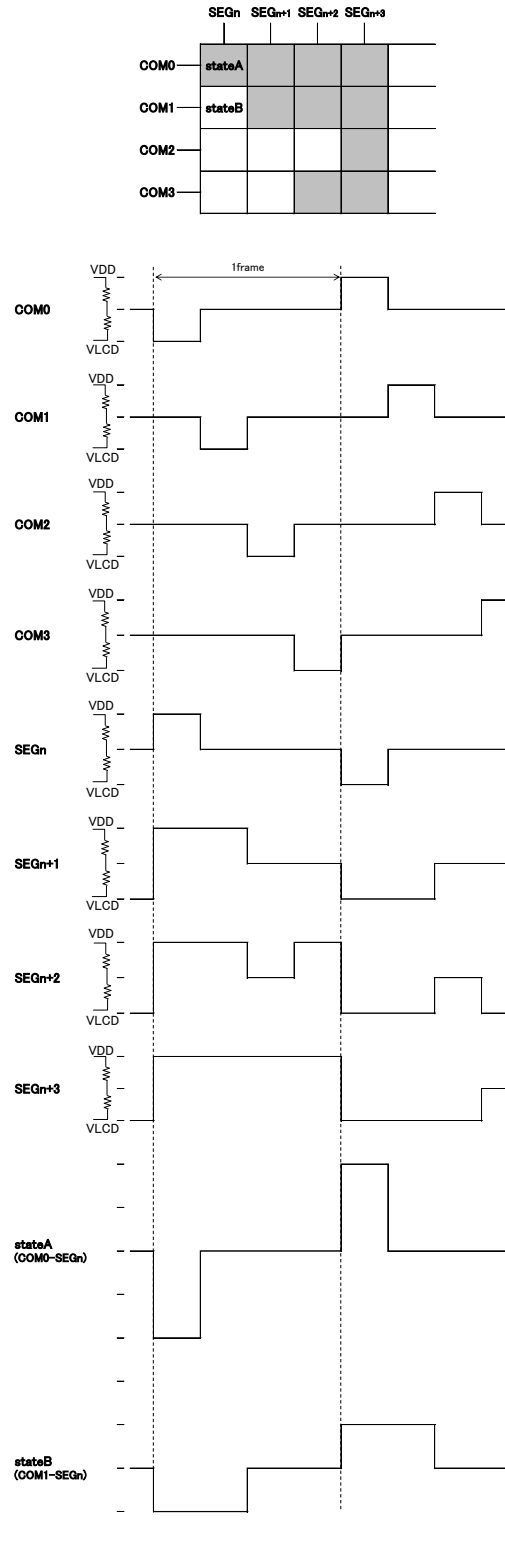 SEGn SEGn+1 SEGn+2 SEGn+3
COM0 stateA
COM1 stateB
COM2
COM3
1frame
VDD
COM0
VLCD
VDD
COM1
VLCD
VDD
COM2
VLCD
VDD
COM3
VLCD
VDD
SEGn
VLCD
VDD
SEGn+1
VLCD
VDD
SEGn+2
VLCD
VDD
SEGn+3
VLCD
stateA
(COM0-SEGn)
stateB
(COM1-SEGn)